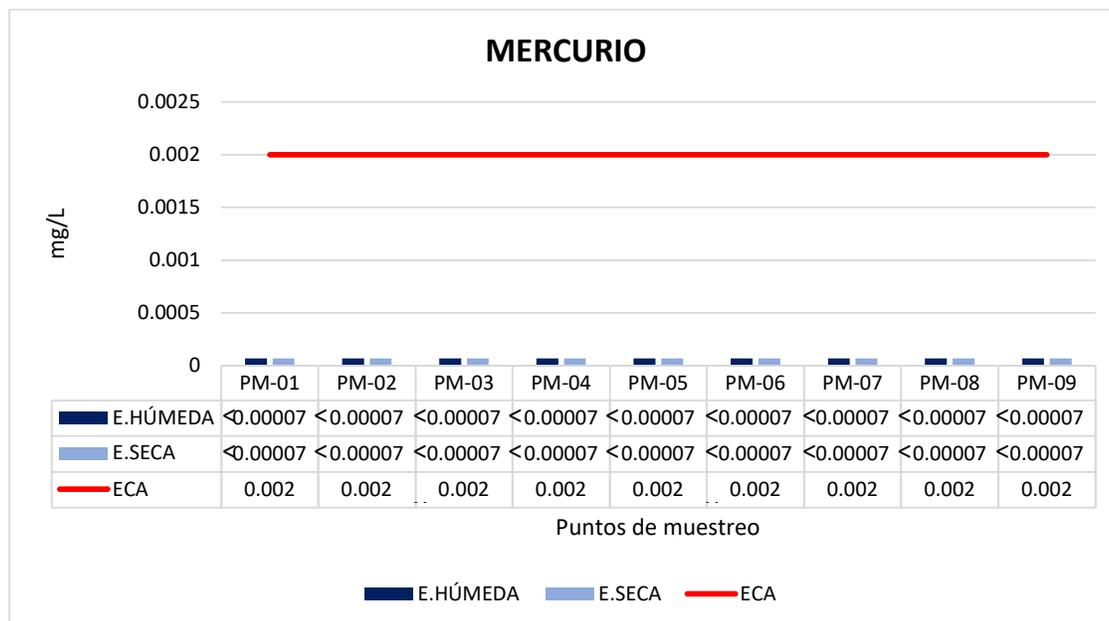 MERCURIO
0.0025
0.002
0.0015
0.001
0.0005
0
mg/L
PM-01 PM-02 PM-03 PM-04 PM-05 PM-06 PM-07 PM-08 PM-09
E.HÚMEDA <0.00007 <0.00007 <0.00007 <0.00007 <0.00007 <0.00007 <0.00007 <0.00007 <0.00007
E.SECA <0.00007 <0.00007 <0.00007 <0.00007 <0.00007 <0.00007 <0.00007 <0.00007 <0.00007
ECA 0.002 0.002 0.002 0.002 0.002 0.002 0.002 0.002 0.002
Puntos de muestreo
E.HÚMEDA E.SECA ECA